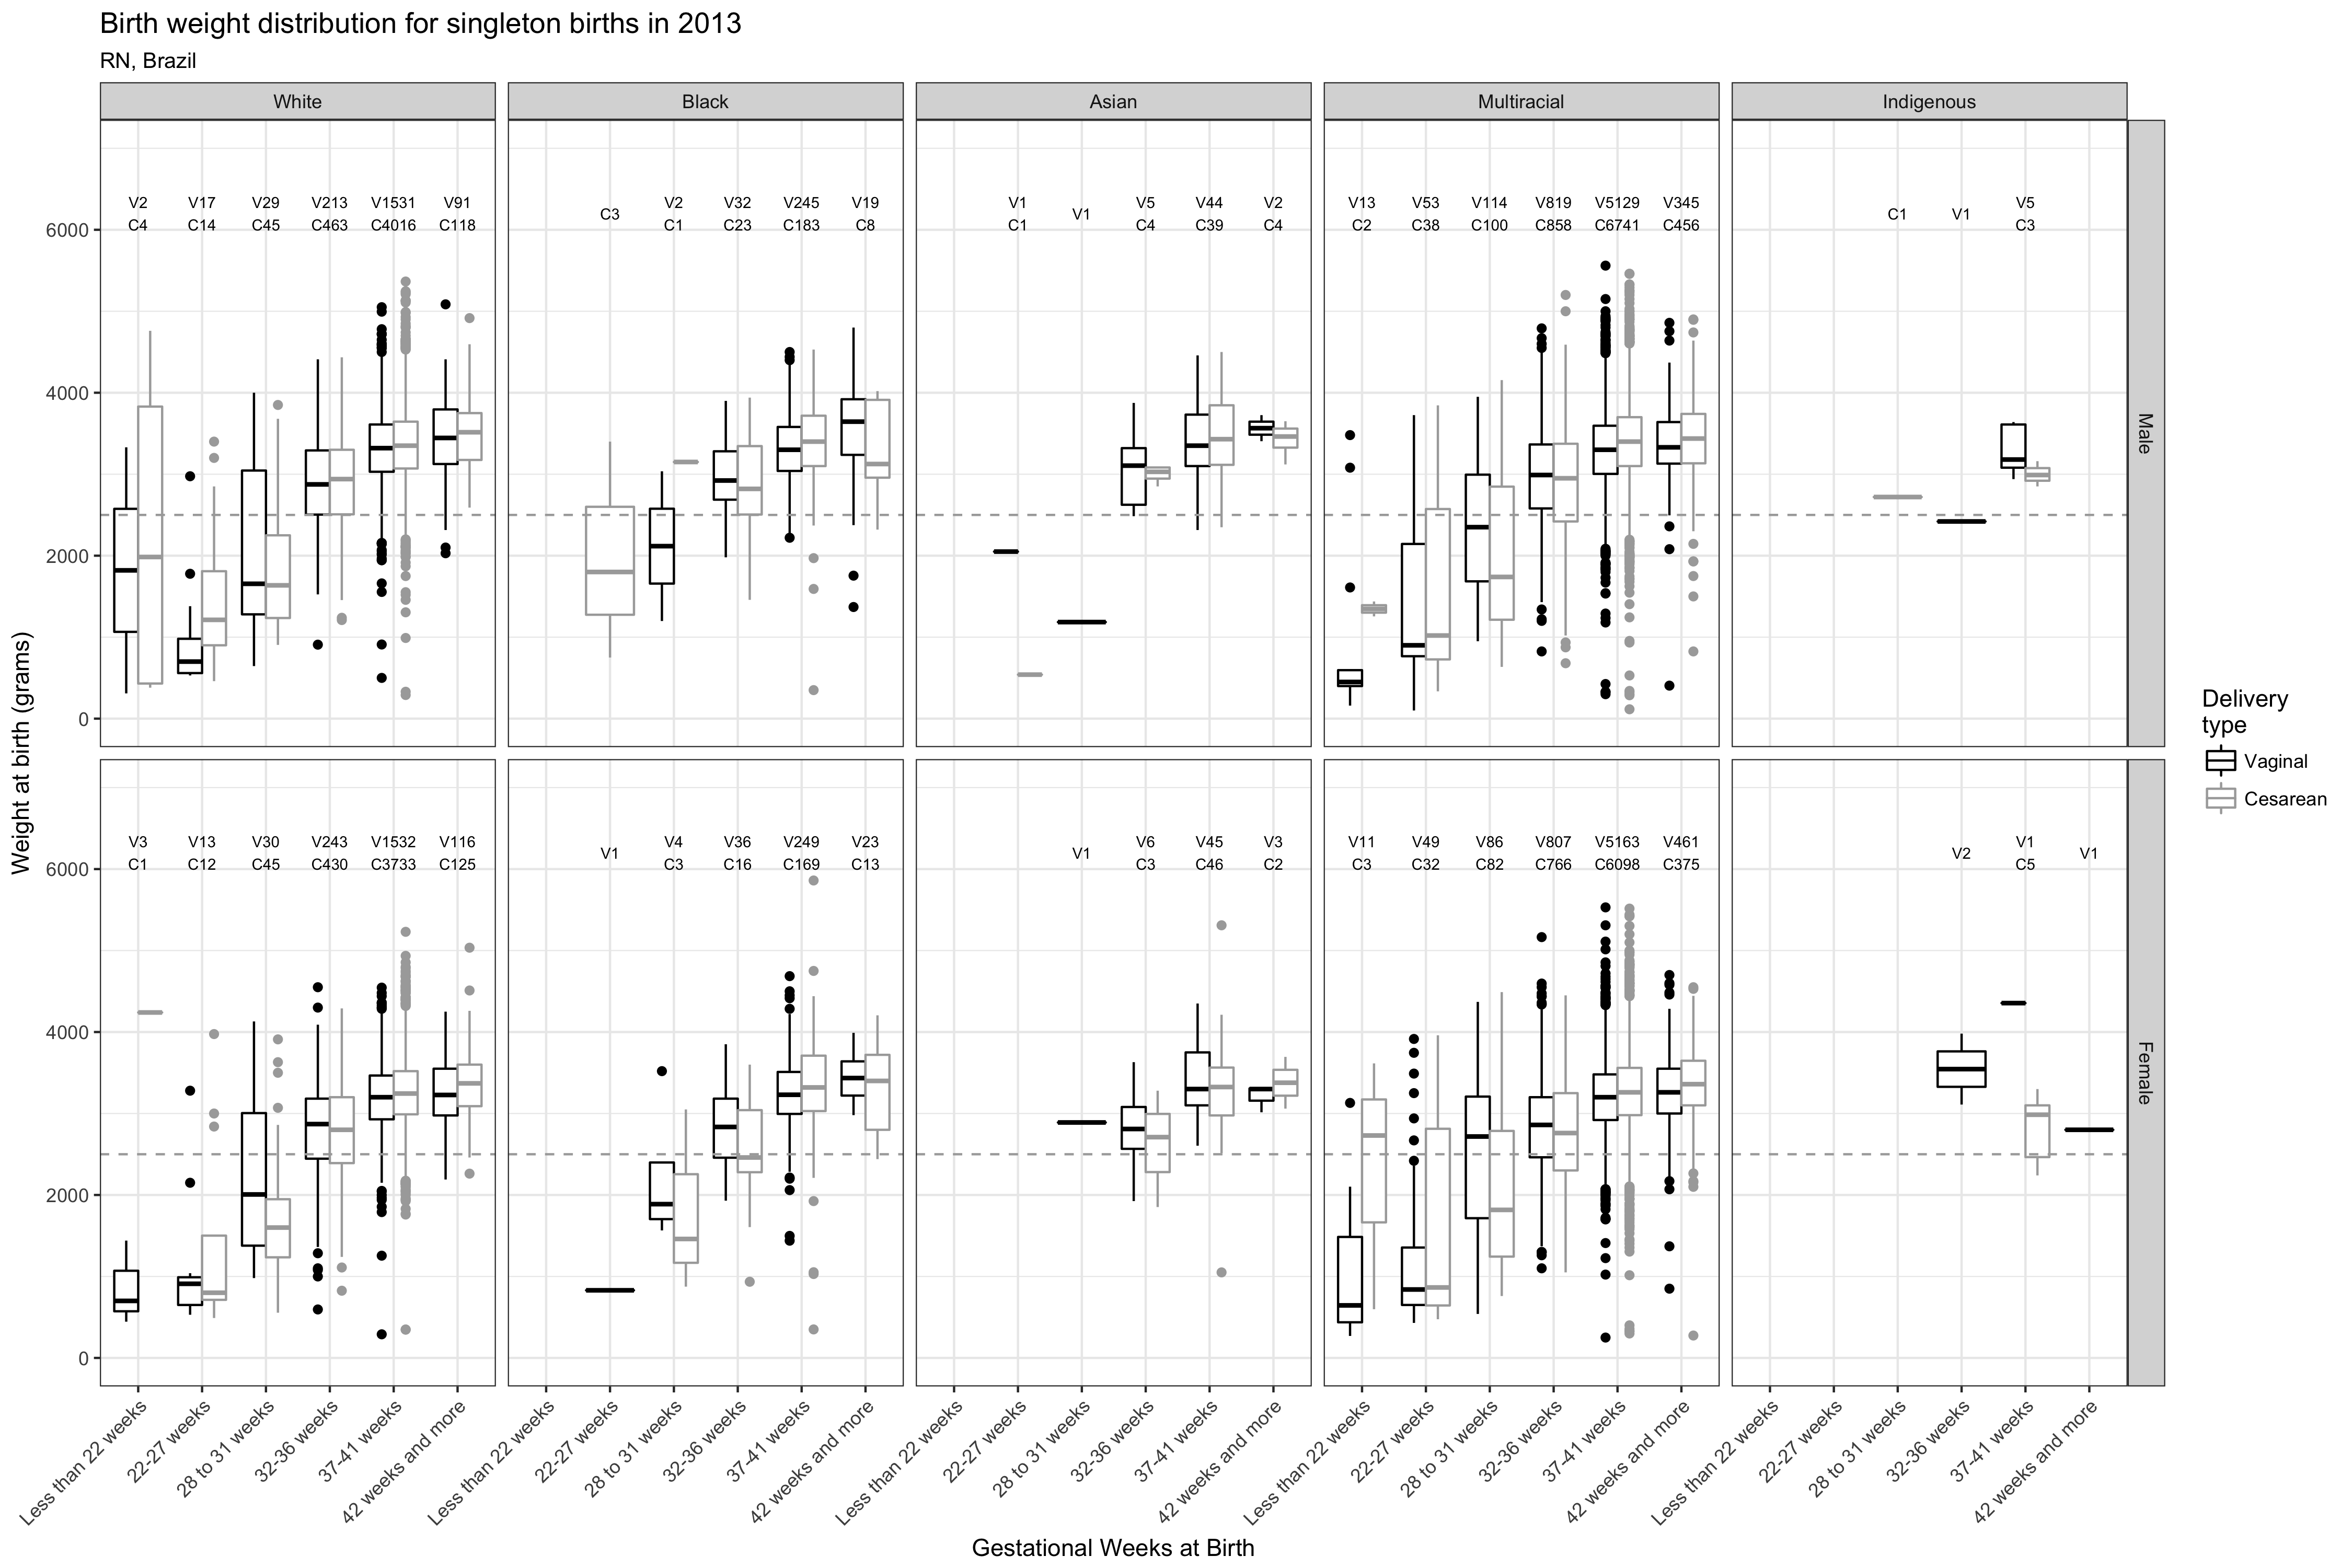 Birth weight distribution for singleton births in 2013
RN, Brazil
White Black Asian Multiracial Indigenous
V2 V17 V29 V213 V1531 V91
C4 C14 C45 C463 C4016 C118
C3 V2 V32 V245 V19
C1 C23 C183 C8
V1 V1 V5 V44 V2
C1 C4 C39 C4
V13 V53 V114 V819 V5129 V345
C2 C38 C100 C858 C6741 C456
C1 V1 V5
C3
6000
4000
2000
0
Male
V3 V13 V30 V243 V1532 V116
C1 C12 C45 C430 C3733 C125
V1 V4 V36 V249 V23
C3 C16 C169 C13
V1 V6 V45 V3
C3 C46 C2
V11 V49 V86 V807 V5163 V461
C3 C32 C82 C766 C6098 C375
V2 V1 V1
C5
6000
4000
2000
0
Female
Weight at birth (grams)
Less than 22 weeks
22-27 weeks
28 to 31 weeks
32-36 weeks
37-41 weeks
42 weeks and more
Less than 22 weeks
22-27 weeks
28 to 31 weeks
32-36 weeks
37-41 weeks
42 weeks and more
Less than 22 weeks
22-27 weeks
28 to 31 weeks
32-36 weeks
37-41 weeks
42 weeks and more
Less than 22 weeks
22-27 weeks
28 to 31 weeks
32-36 weeks
37-41 weeks
42 weeks and more
Less than 22 weeks
22-27 weeks
28 to 31 weeks
32-36 weeks
37-41 weeks
42 weeks and more
Gestational Weeks at Birth
Delivery
type
Vaginal
Cesarean